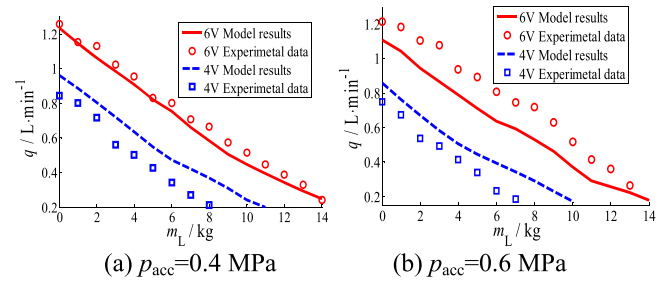 6V Model results
6V Experimetal data
4V Model results
4V Experimetal data
1.2
1
0.8
0.6
0.4
0.2
q / L·min⁻¹
0 2 4 6 8 10 12 14
m_L / kg
(a) p_acc=0.4 MPa
6V Model results
6V Experimetal data
4V Model results
4V Experimetal data
1.2
1
0.8
0.6
0.4
0.2
q / L·min⁻¹
0 2 4 6 8 10 12 14
m_L / kg
(b) p_acc=0.6 MPa